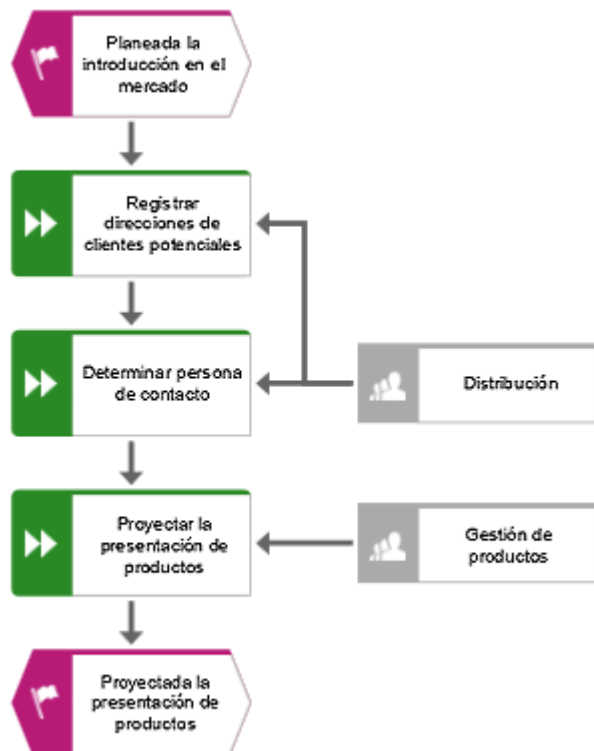 Planeada la
introducción en el
mercado
Registrar
direcciones de
clientes potenciales
Determinar persona
de contacto
Distribución
Proyectar la
presentación de
productos
Gestión de
productos
Proyectada la
presentación de
productos